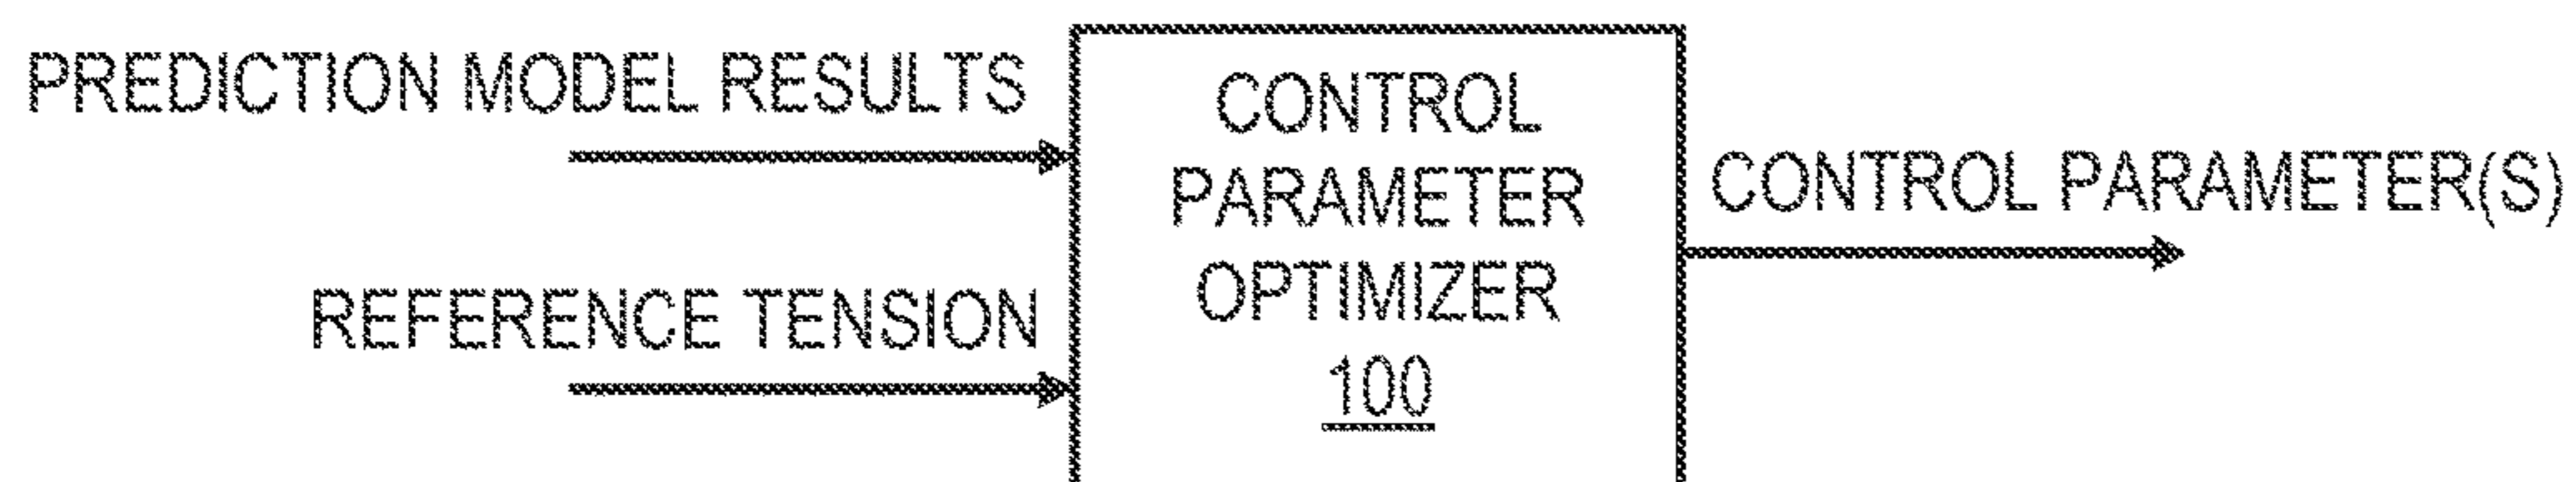 PREDICTION MODEL RESULTS
REFERENCE TENSION
CONTROL
PARAMETER
OPTIMIZER
100
CONTROL PARAMETER(S)